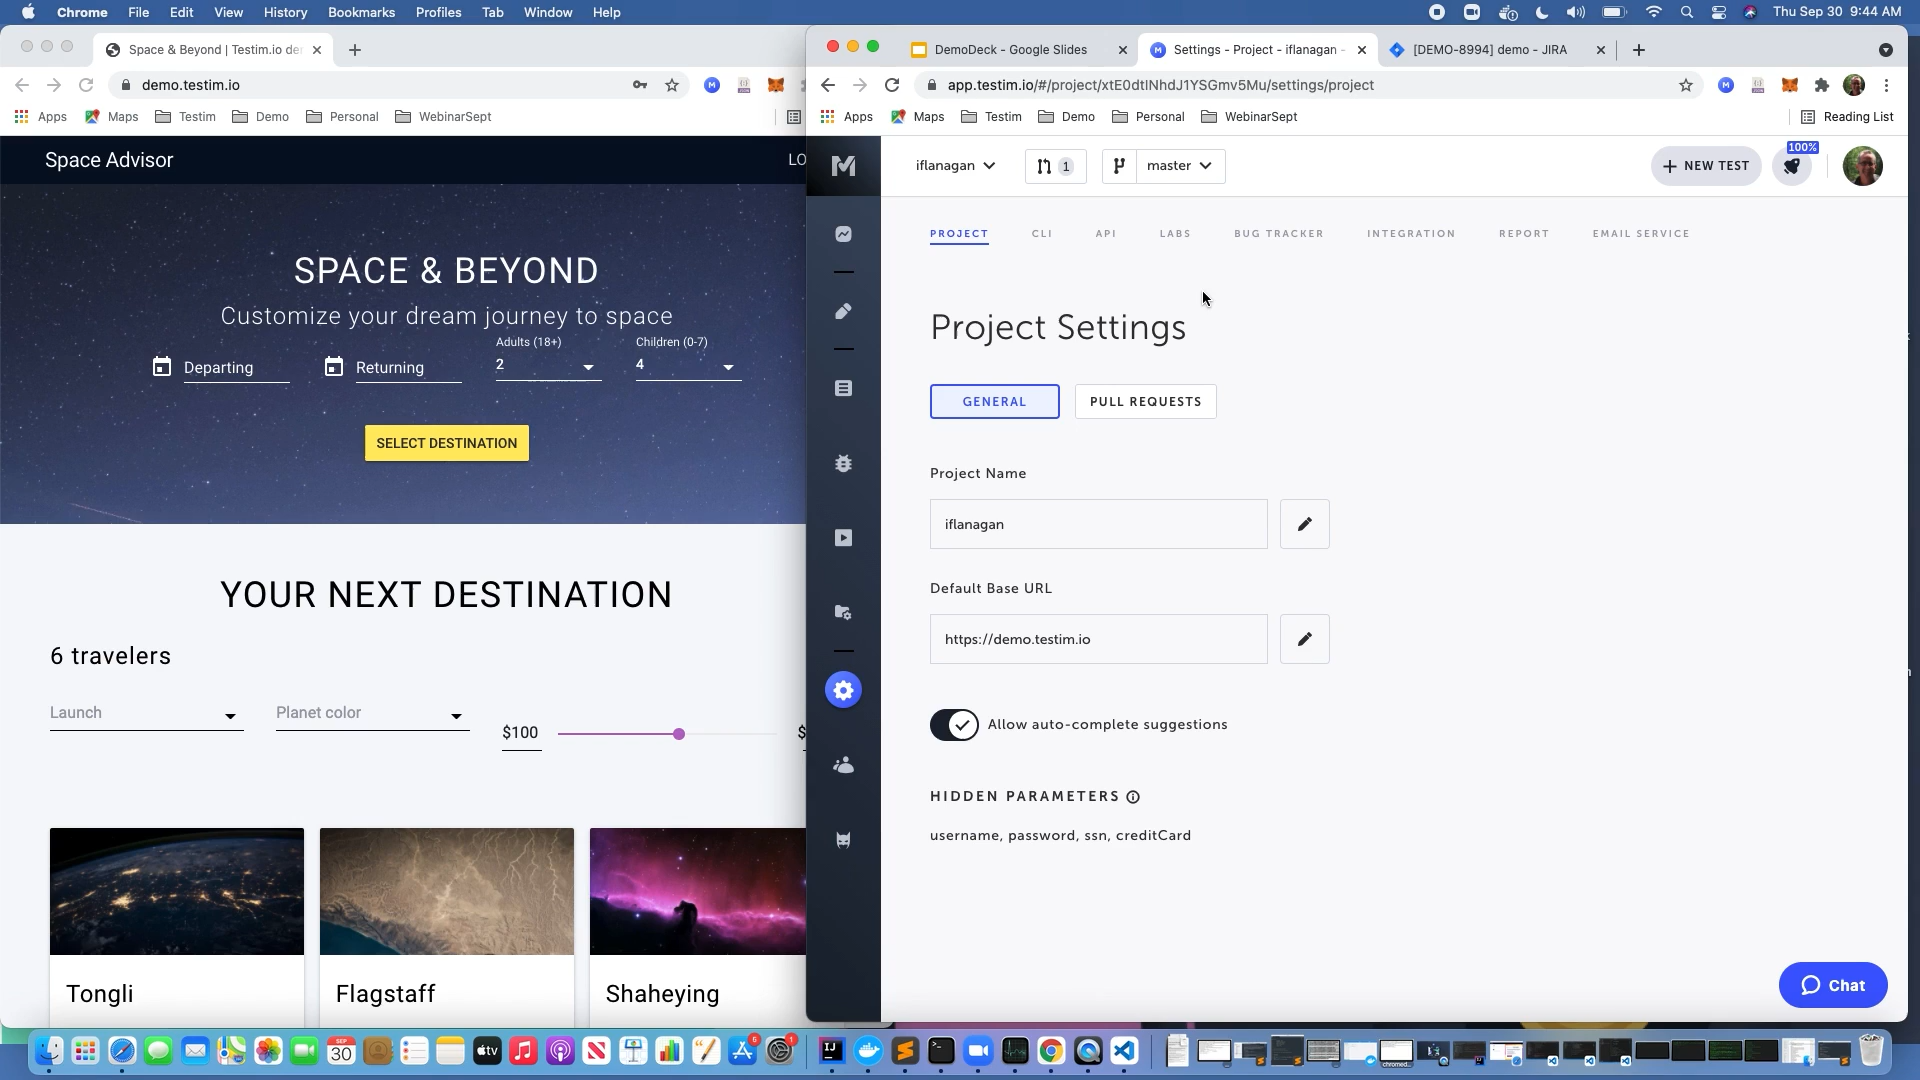 Chrome File Edit View History Bookmarks Profiles Tab Window Help
Thu Sep 30 9:44 AM
Space & Beyond | Testim.io der
demo.testim.io
Apps Maps Testim Demo Personal WebinarSept
Space Advisor
LO
SPACE & BEYOND
Customize your dream journey to space
Adults (18+)
Children (0-7)
Departing
Returning
2
4
SELECT DESTINATION
YOUR NEXT DESTINATION
6 travelers
Launch
Planet color
$100
$
Tongli
Flagstaff
Shaheying
DemoDeck - Google Slides
Settings - Project - iflanagan -
[DEMO-8994] demo - JIRA
app.testim.io/#/project/xtE0dtINhdJ1YSGmv5Mu/settings/project
Apps Maps Testim Demo Personal WebinarSept
Reading List
iflanagan
1
master
NEW TEST
100%
PROJECT CLI API LABS BUG TRACKER INTEGRATION REPORT EMAIL SERVICE
Project Settings
GENERAL
PULL REQUESTS
Project Name
iflanagan
Default Base URL
https://demo.testim.io
Allow auto-complete suggestions
HIDDEN PARAMETERS
username, password, ssn, creditCard
Chat
SEP
30
tv
IJ